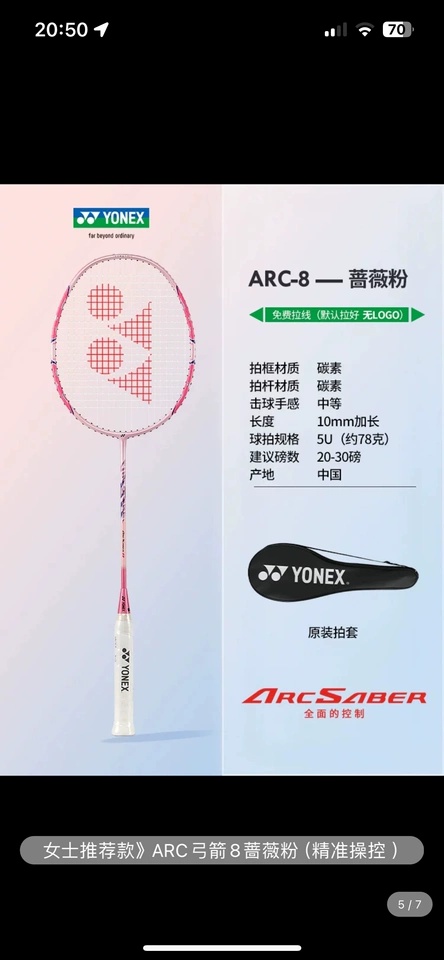 20:50
70
YONEX
far beyond ordinary
ARC-8 — 蔷薇粉
免费拉线（默认拉好 无LOGO）
拍框材质 碳素
拍杆材质 碳素
击球手感 中等
长度 10mm加长
球拍规格 5U（约78克）
建议磅数 20-30磅
产地 中国
YONEX
YONEX
原装拍套
ARCSABER
全面的控制
女士推荐款》ARC弓箭8蔷薇粉（精准操控 ）
5 / 7